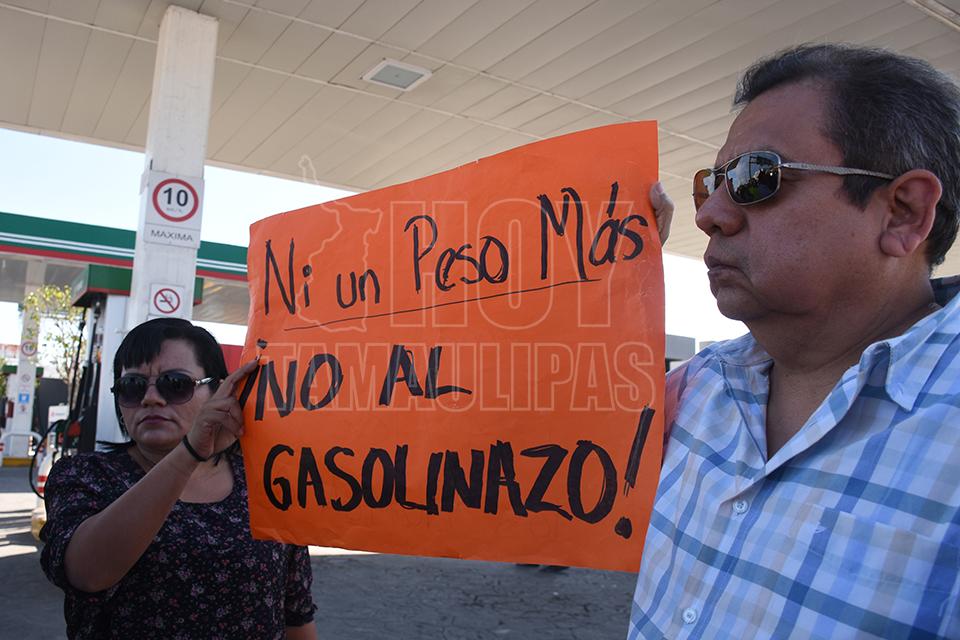 10
MAXIMA
Ni un Peso Más
¡NO AL
GASOLINAZO!
HOY
TAMAULIPAS